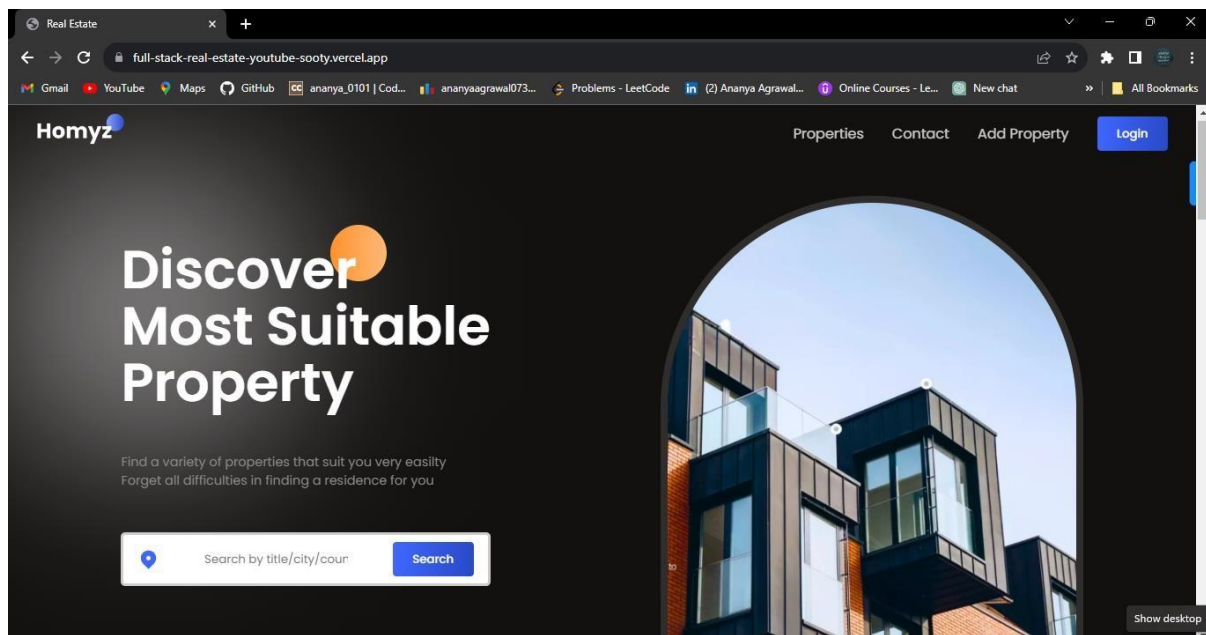 Real Estate
full-stack-real-estate-youtube-sooty.vercel.app
Gmail YouTube Maps GitHub CC ananya_0101 | Cod... ananyaagrawal073... Problems - LeetCode in (2) Ananya Agrawal... Online Courses - Le... New chat » All Bookmarks
Homyz Properties Contact Add Property Login
Discover
Most Suitable
Property
Find a variety of properties that suit you very easilty
Forget all difficulties in finding a residence for you
Search by title/city/coun Search
to
Show desktop